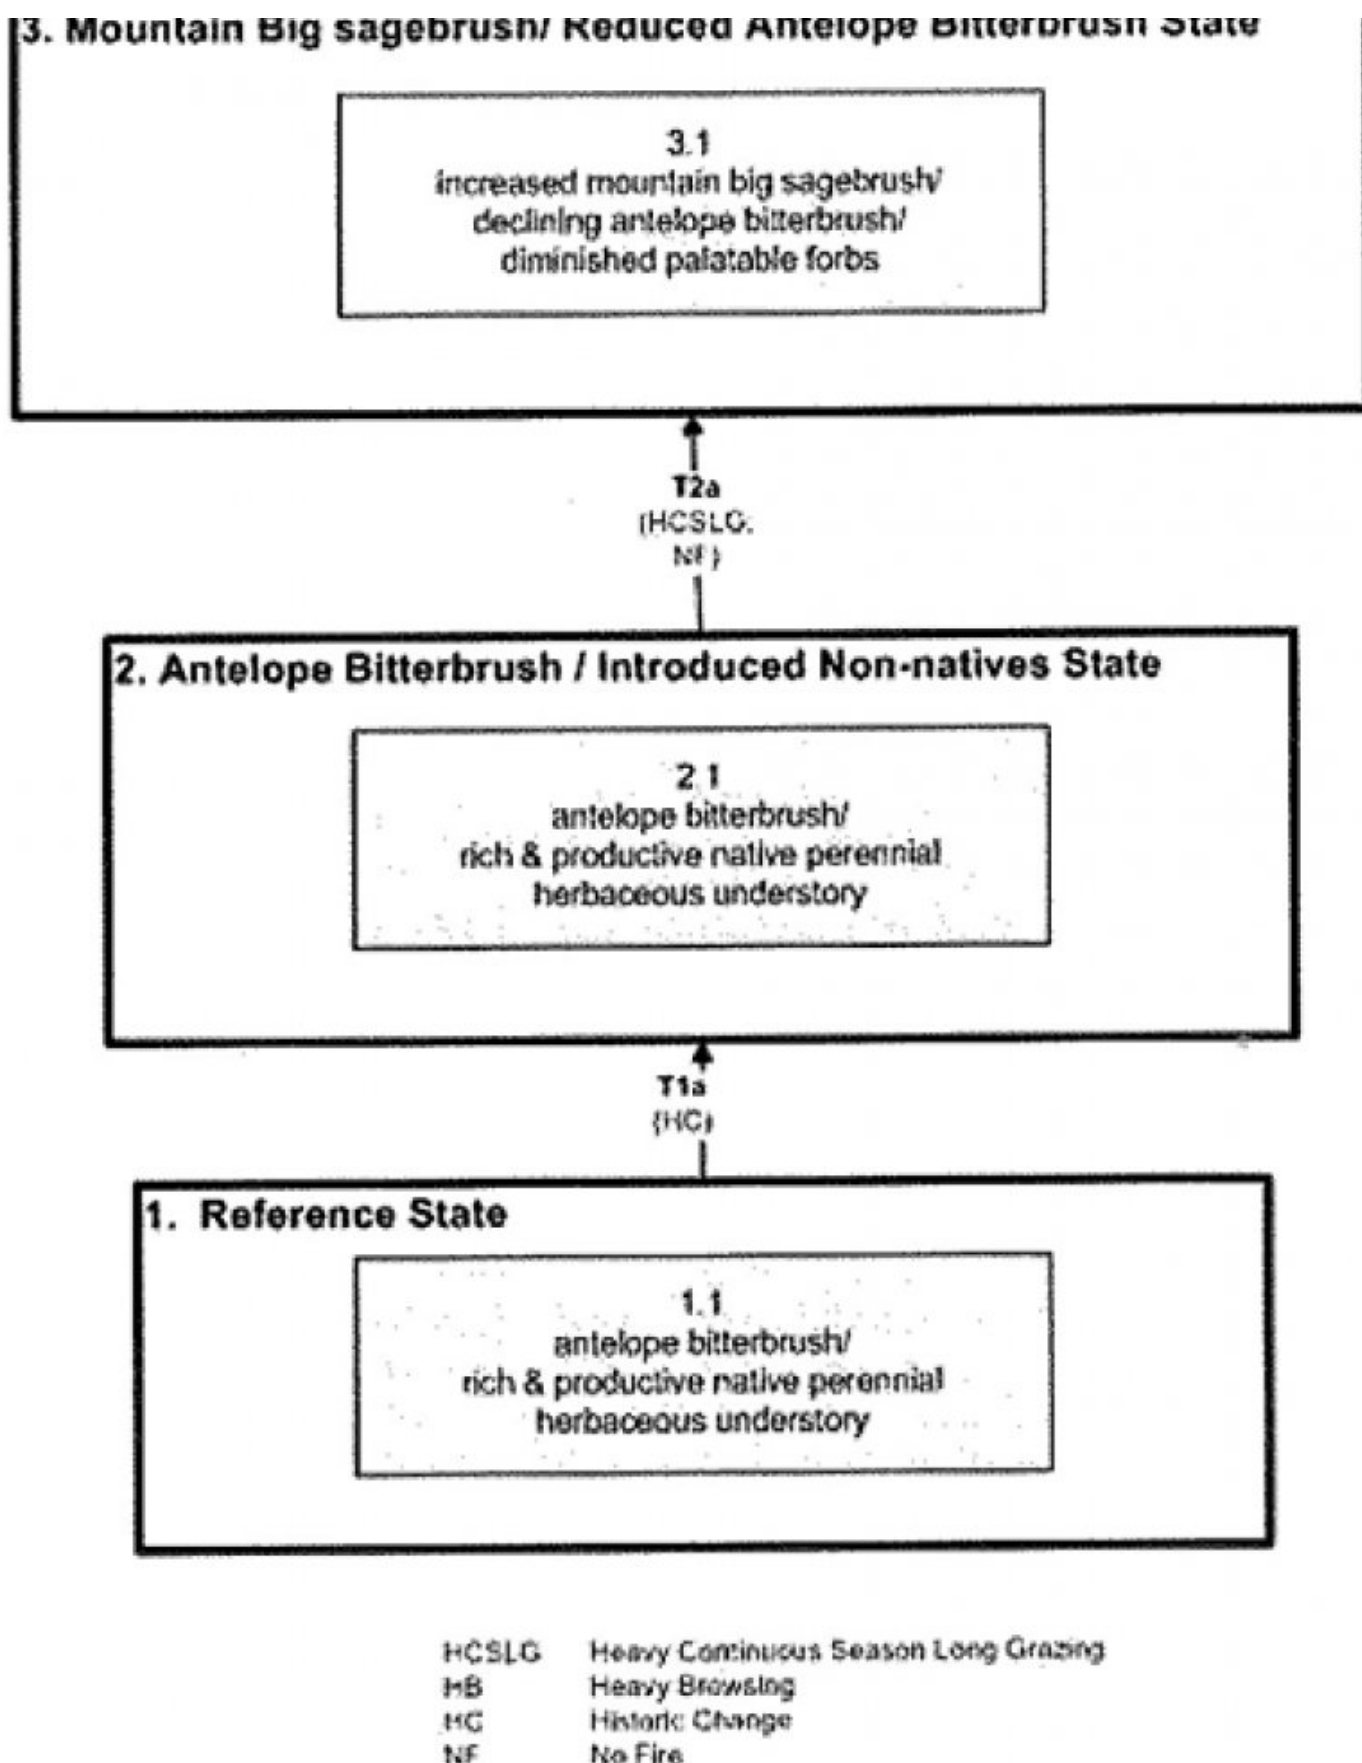 3. Mountain Big sagebrush/ Reduced Antelope Bitterbrush State
3.1
increased mountain big sagebrush/
declining antelope bitterbrush/
diminished palatable forbs
T2a
(HCSLG,
NF)
2. Antelope Bitterbrush / Introduced Non-natives State
2.1
antelope bitterbrush/
rich & productive native perennial
herbaceous understory
T1a
(HC)
1. Reference State
1.1
antelope bitterbrush/
rich & productive native perennial
herbaceous understory
HCSLG Heavy Continuous Season Long Grazing
HB Heavy Browsing
HC Historic Change
NF No Fire